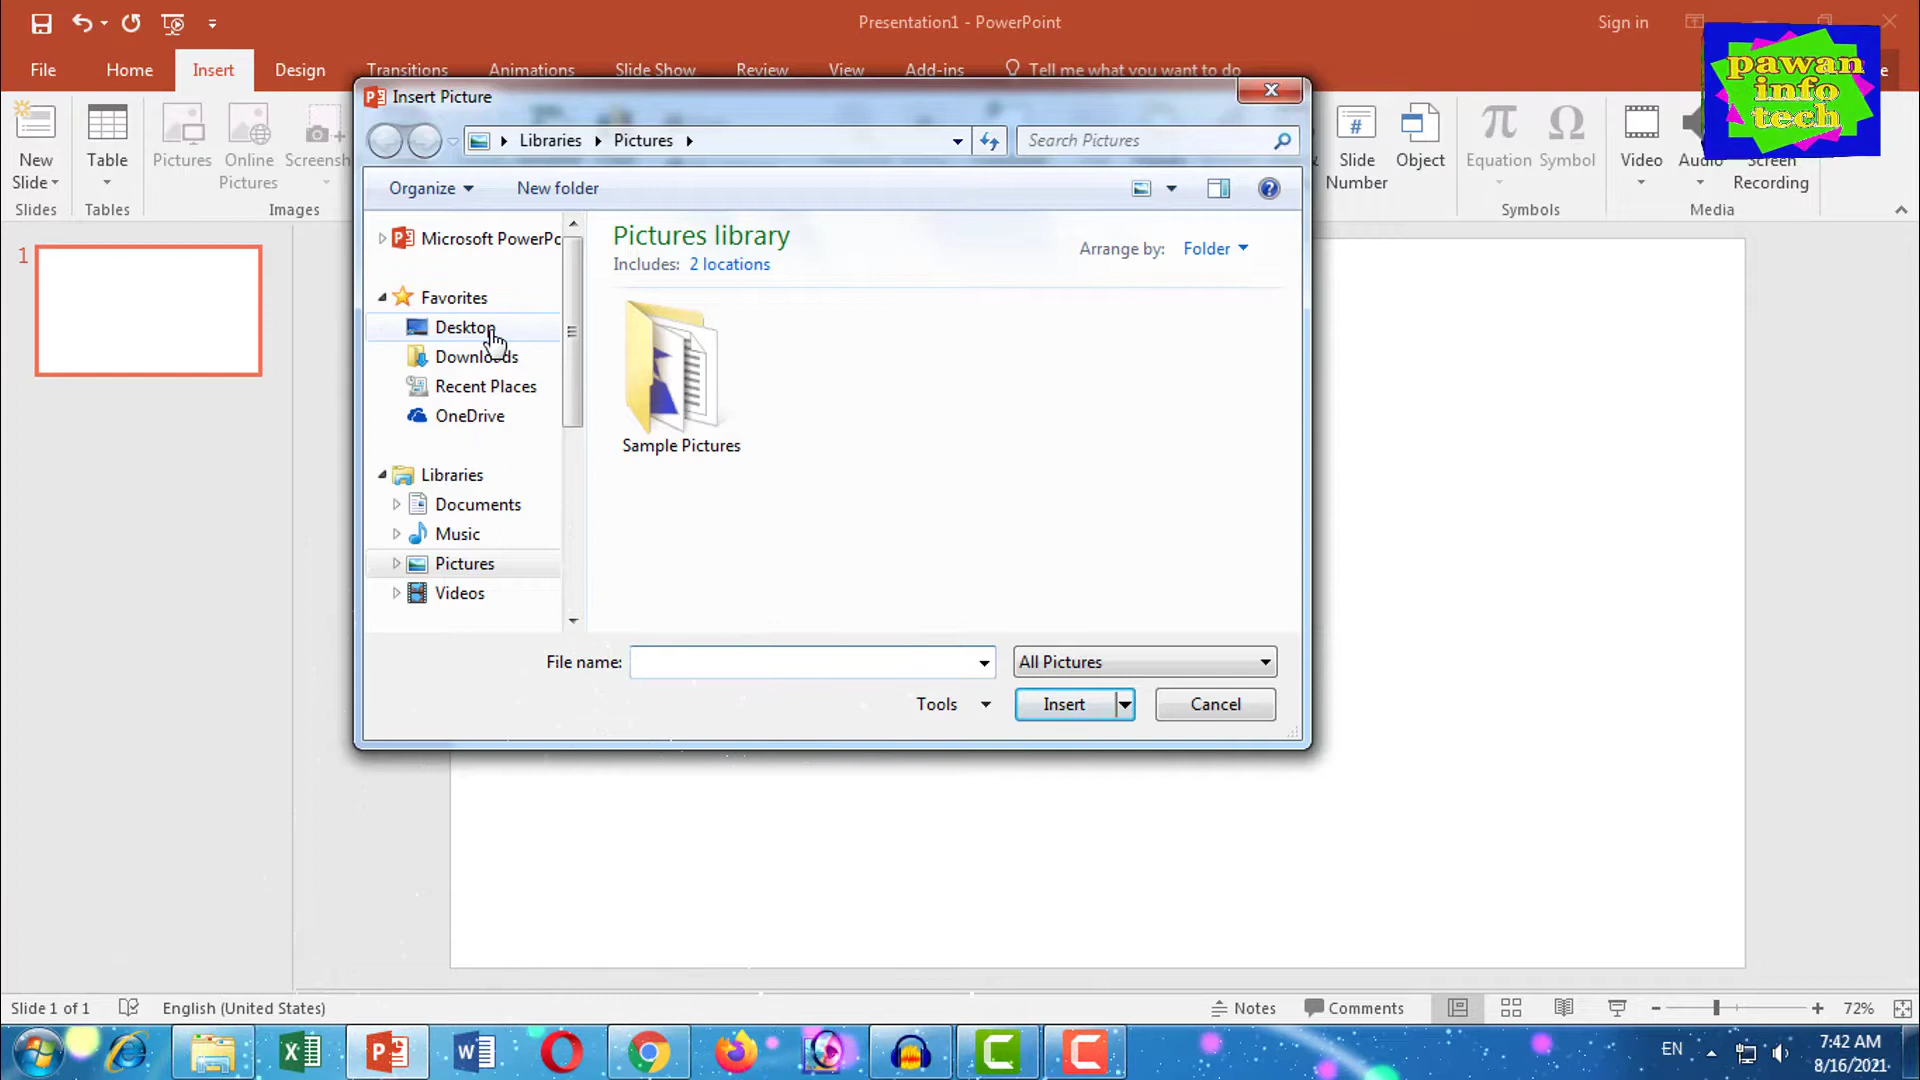 Presentation1 - PowerPoint
Sign in
File
Home
Insert
Design
Transitions
Animations
Slide Show
Review
View
Add-ins
Tell me what you want to do
pawan
info
tech
New
Slide
Slides
Table
Tables
Pictures
Online
Pictures
Images
Slide
Number
Object
Equation
Symbol
Symbols
Video
Audio
Screen
Recording
Media
Insert Picture
Libraries
Pictures
Search Pictures
Organize
New folder
Favorites
Desktop
Downloads
Recent Places
OneDrive
Libraries
Documents
Music
Pictures
Videos
Pictures library
Includes: 2 locations
Arrange by: Folder
Sample Pictures
File name:
All Pictures
Tools
Insert
Cancel
1
Slide 1 of 1
English (United States)
Notes
Comments
72%
EN
7:42 AM
8/16/2021